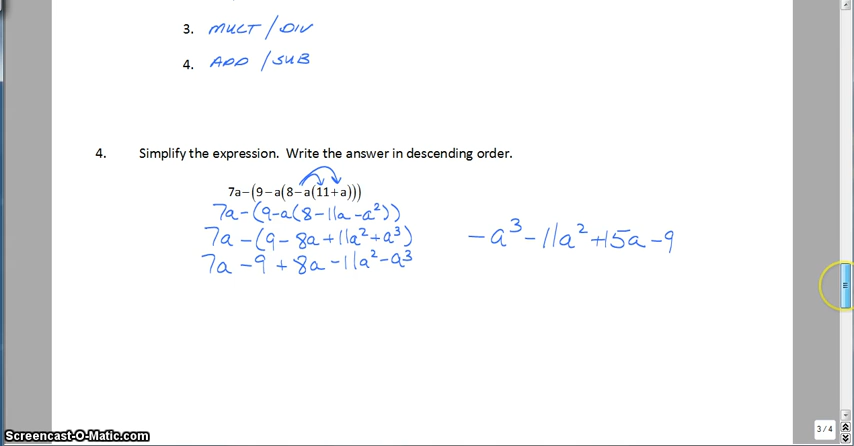 3. MULT / DIV
4. ADD / SUB
4. Simplify the expression. Write the answer in descending order.
7a−(9−a(8−a(11+a)))
7a-(9-a(8-11a-a²))
7a-(9-8a+11a²+a³)
7a-9+8a-11a²-a³
-a³-11a²+15a-9
3 / 4
Screencast-O-Matic.com